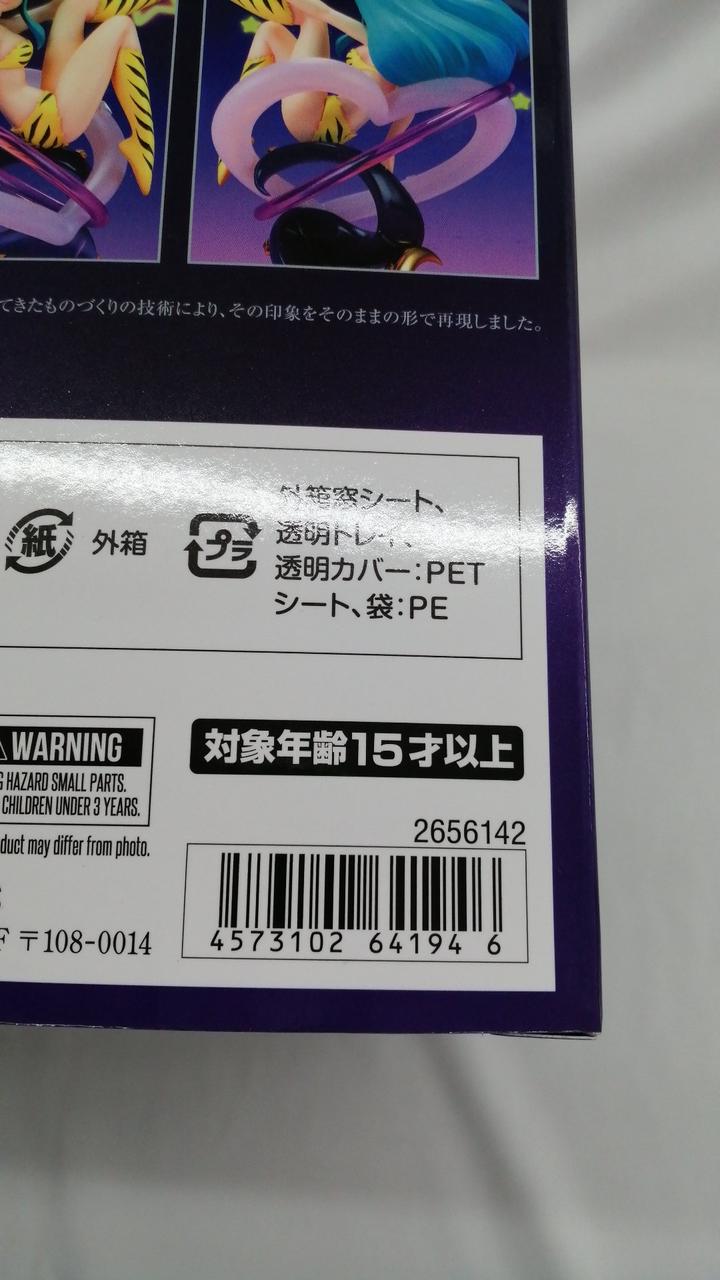 てきたものづくりの技術により、その印象をそのままの形で再現しました。
紙 外箱
プラ
外箱窓シート、
透明トレイ、
透明カバー:PET
シート、袋:PE
WARNING
HAZARD SMALL PARTS.
CHILDREN UNDER 3 YEARS.
duct may differ from photo.
〒108-0014
対象年齢15才以上
2656142
4573102 64194 6